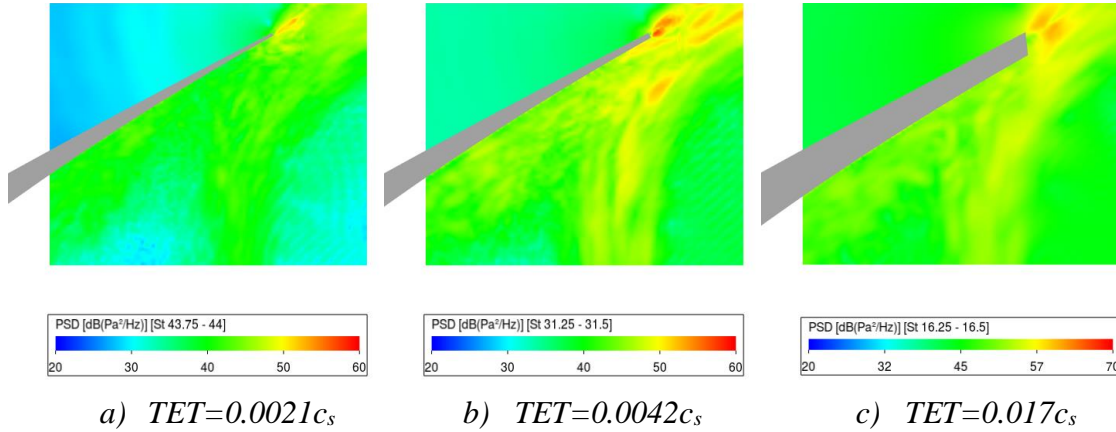 PSD [dB(Pa²/Hz)] [St 43.75 - 44]
20 30 40 50 60
PSD [dB(Pa²/Hz)] [St 31.25 - 31.5]
20 30 40 50 60
PSD [dB(Pa²/Hz)] [St 16.25 - 16.5]
20 32 45 57 70
a) TET=0.0021cₛ
b) TET=0.0042cₛ
c) TET=0.017cₛ